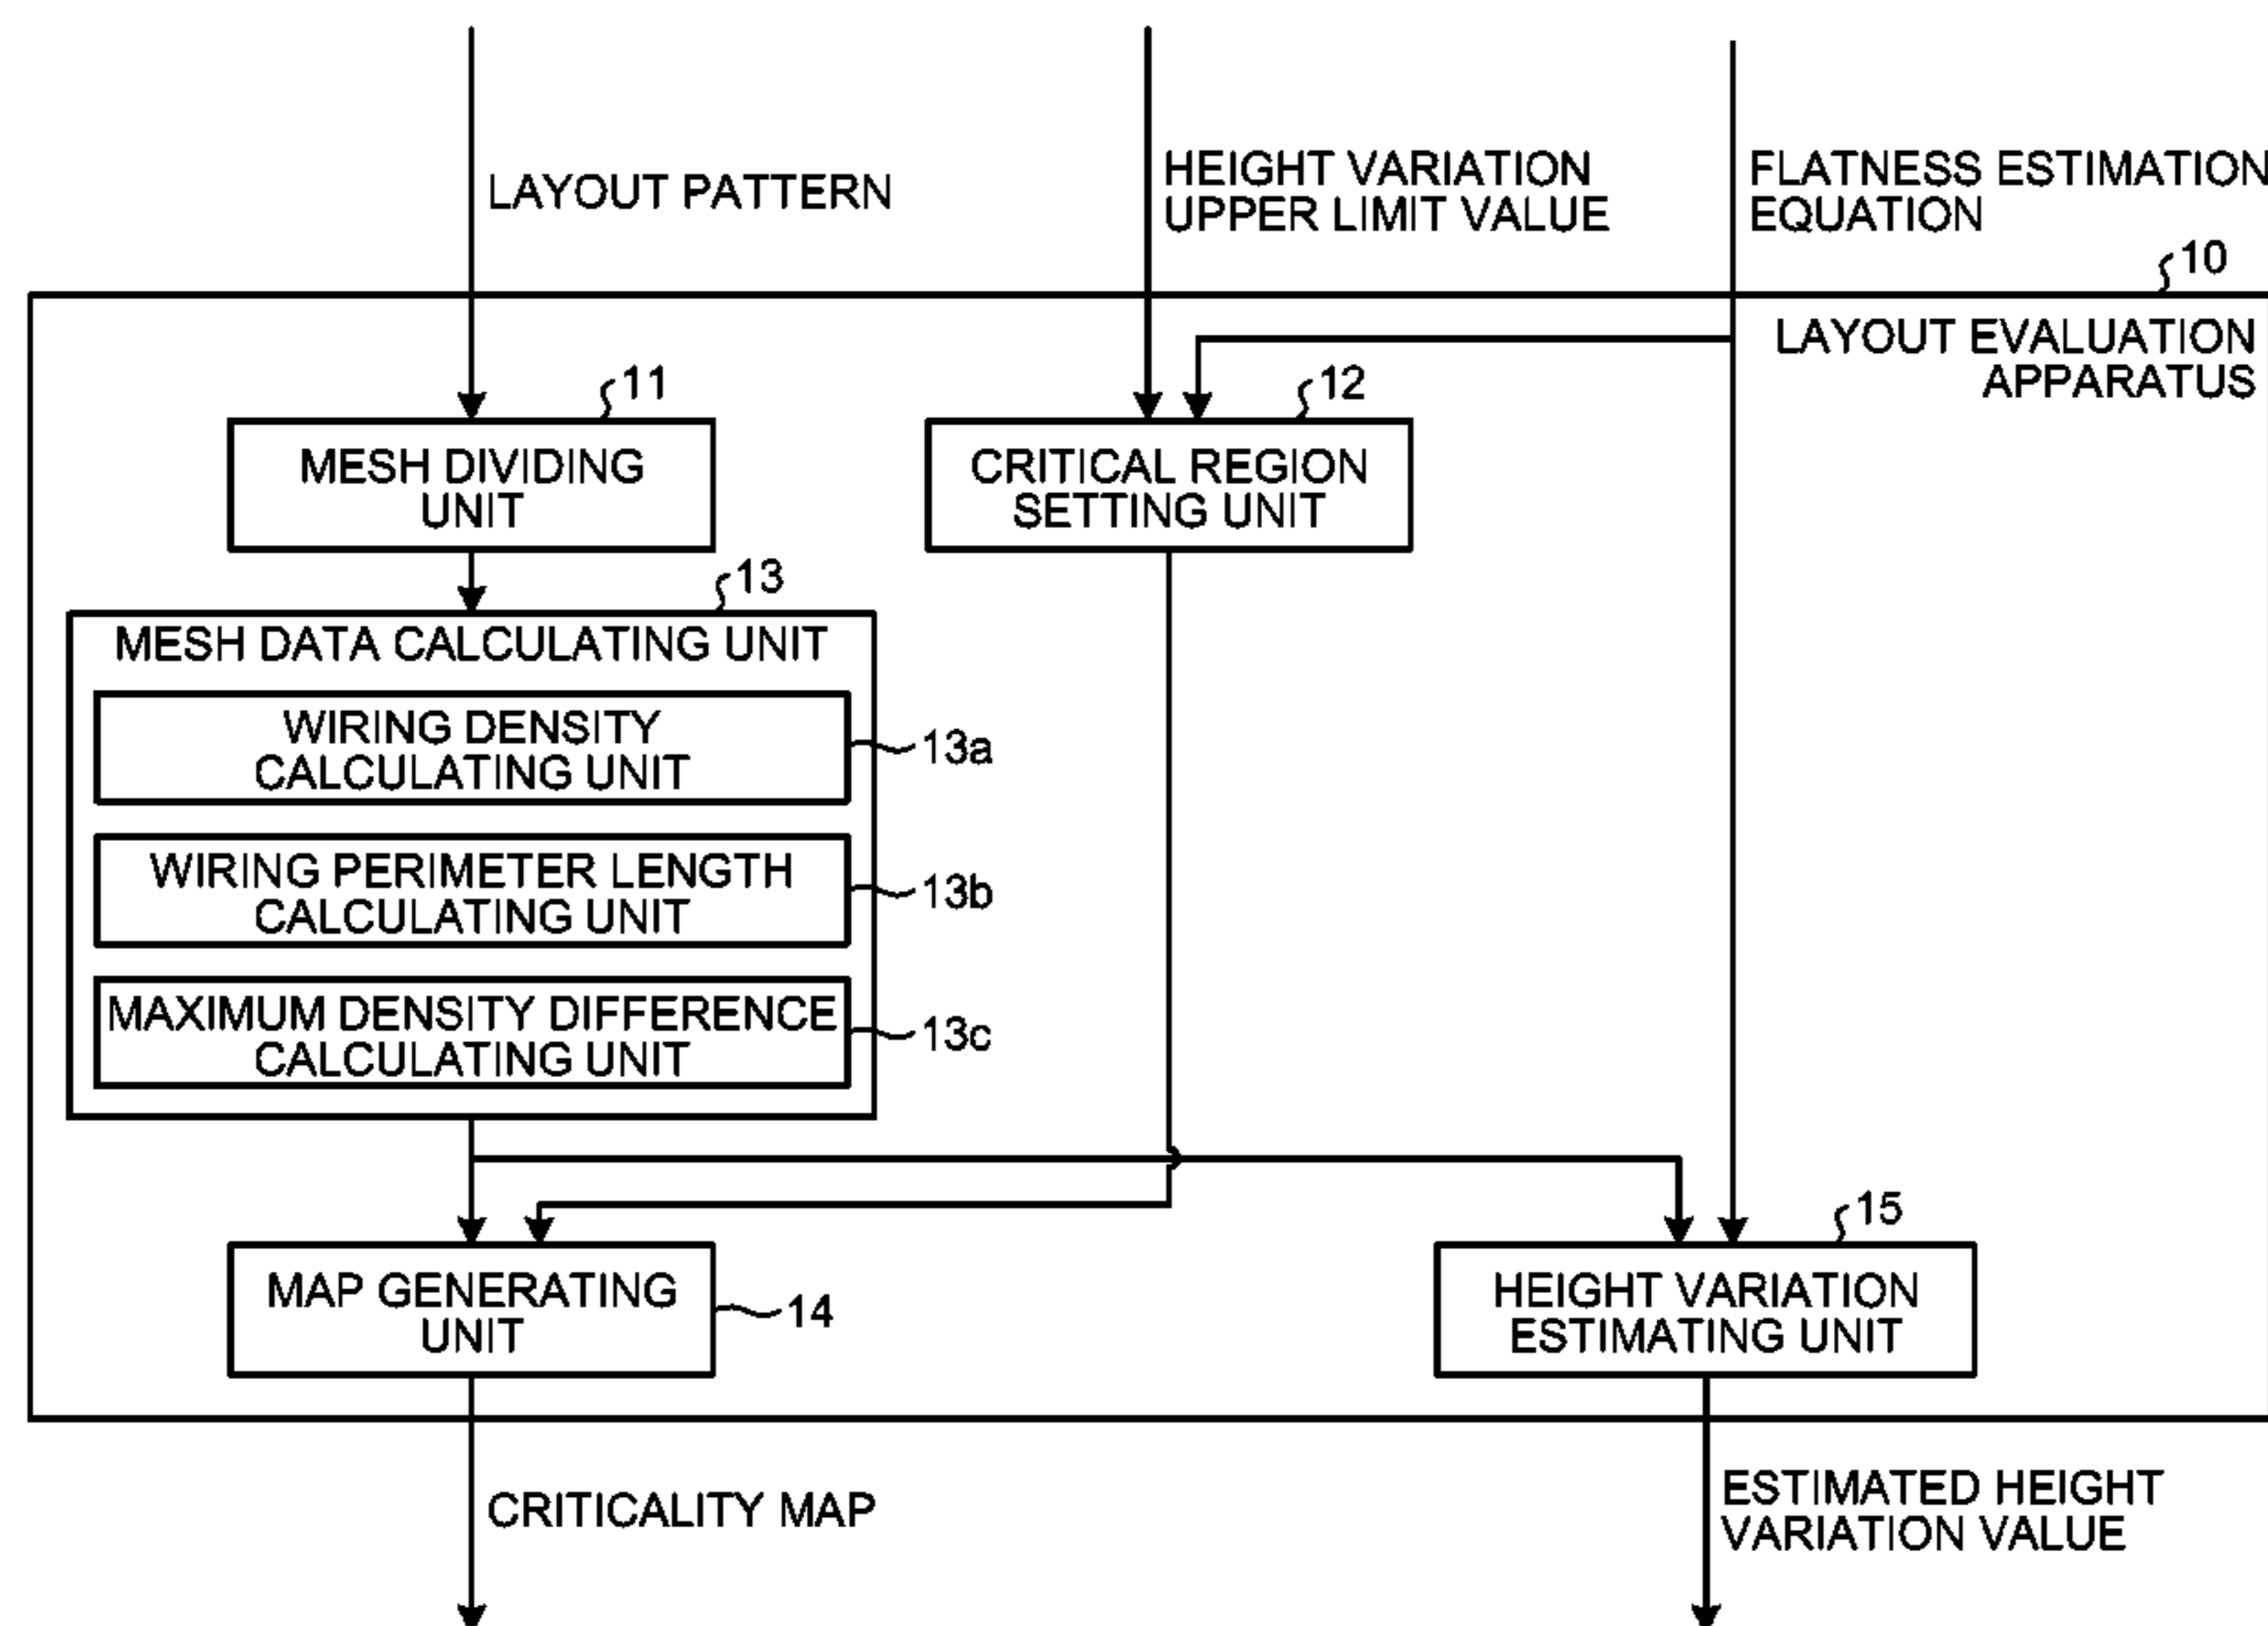 LAYOUT PATTERN
HEIGHT VARIATION
UPPER LIMIT VALUE
FLATNESS ESTIMATION
EQUATION
10
LAYOUT EVALUATION
APPARATUS
11
MESH DIVIDING
UNIT
12
CRITICAL REGION
SETTING UNIT
13
MESH DATA CALCULATING UNIT
WIRING DENSITY
CALCULATING UNIT
13a
WIRING PERIMETER LENGTH
CALCULATING UNIT
13b
MAXIMUM DENSITY DIFFERENCE
CALCULATING UNIT
13c
MAP GENERATING
UNIT
14
15
HEIGHT VARIATION
ESTIMATING UNIT
CRITICALITY MAP
ESTIMATED HEIGHT
VARIATION VALUE